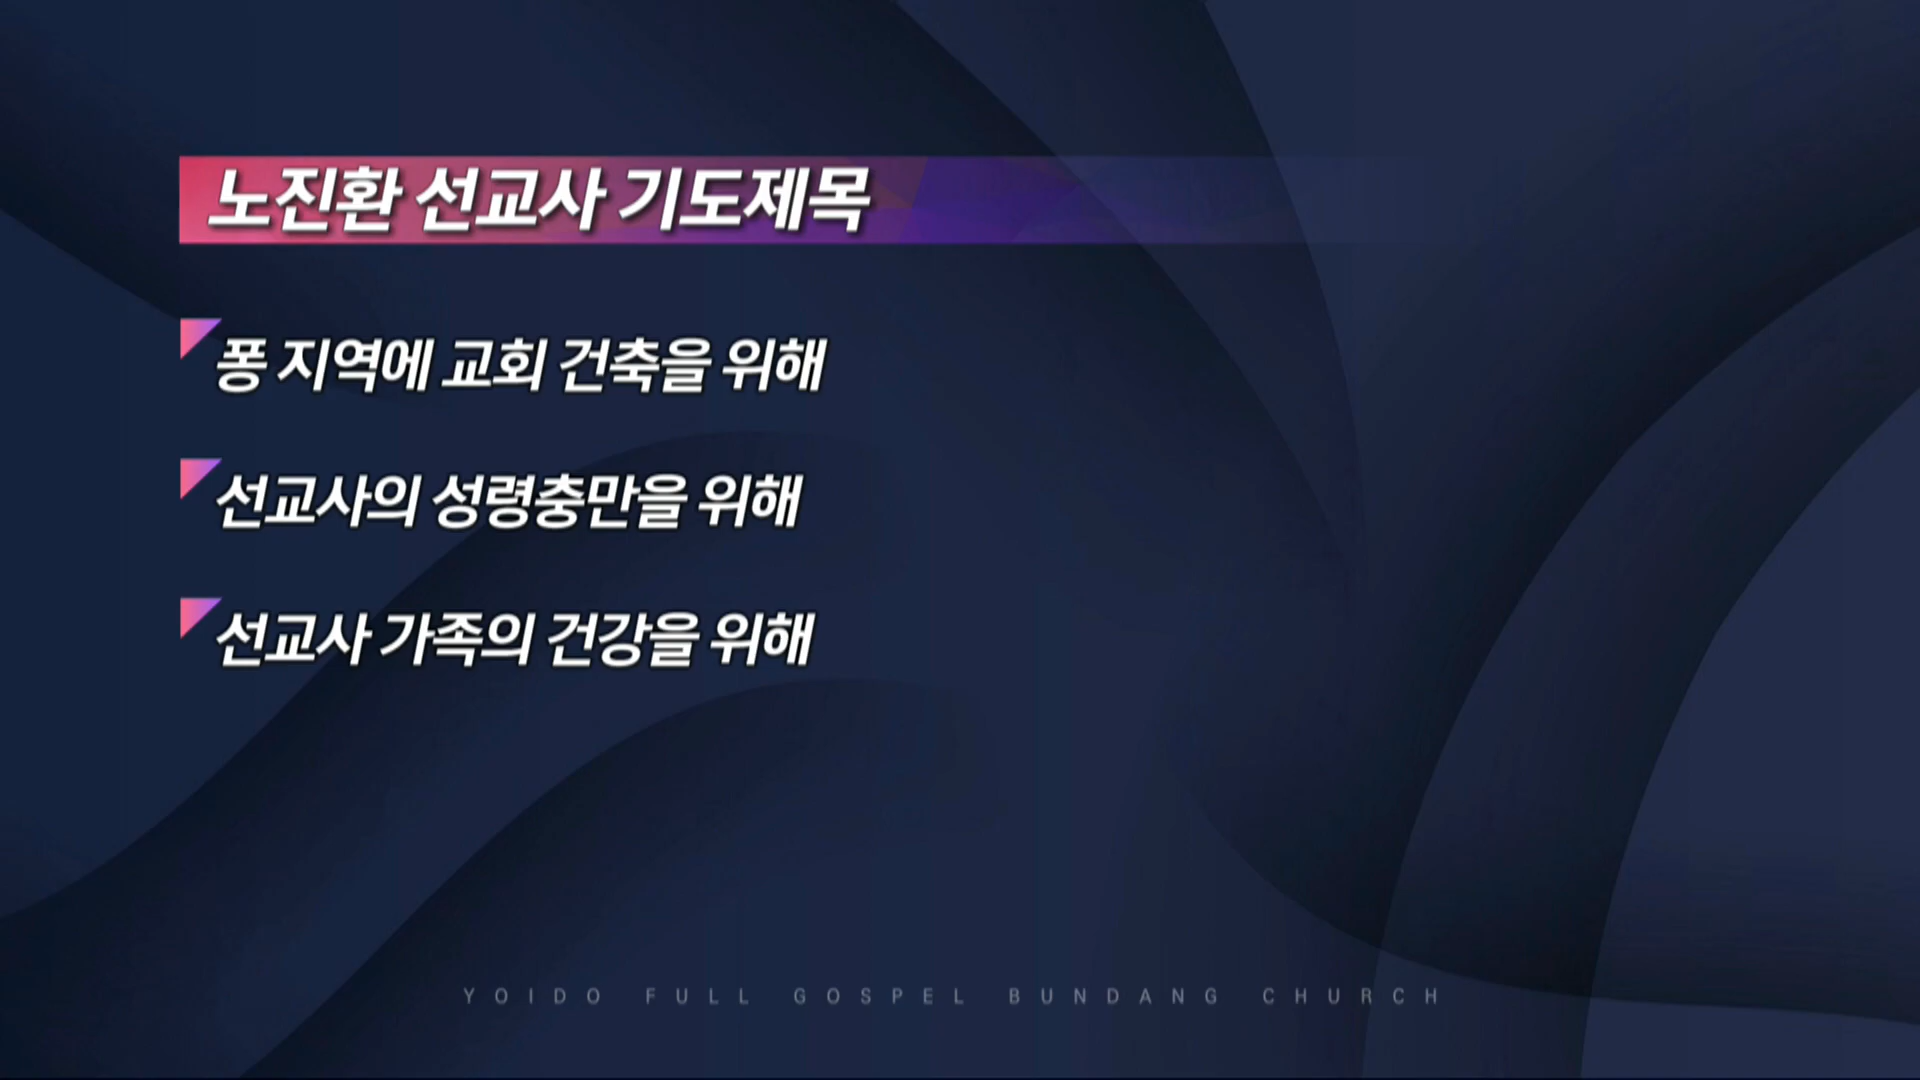 노진환 선교사 기도제목
퐁 지역에 교회 건축을 위해
선교사의 성령충만을 위해
선교사 가족의 건강을 위해
YOIDO FULL GOSPEL BUNDANG CHURCH